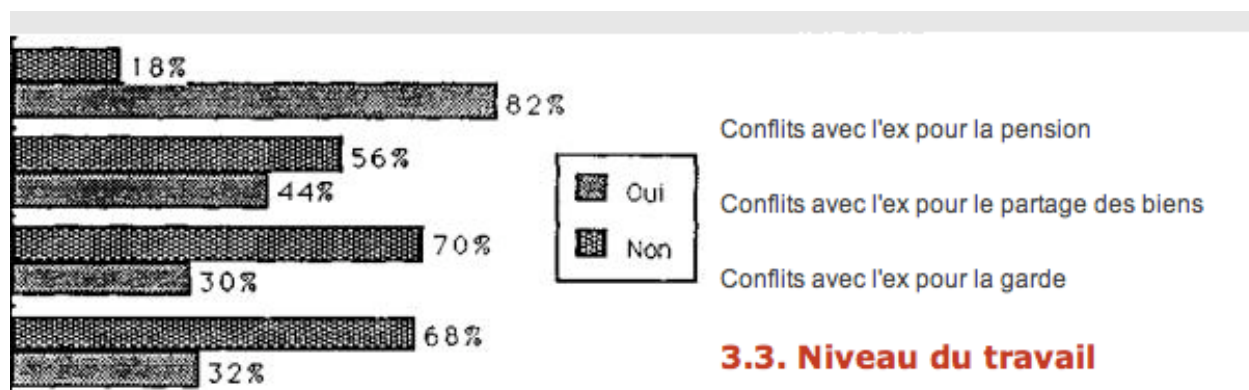 18%
82%
56%
44%
70%
30%
68%
32%
Oui
Non
Conflits avec l'ex pour la pension
Conflits avec l'ex pour le partage des biens
Conflits avec l'ex pour la garde
3.3. Niveau du travail